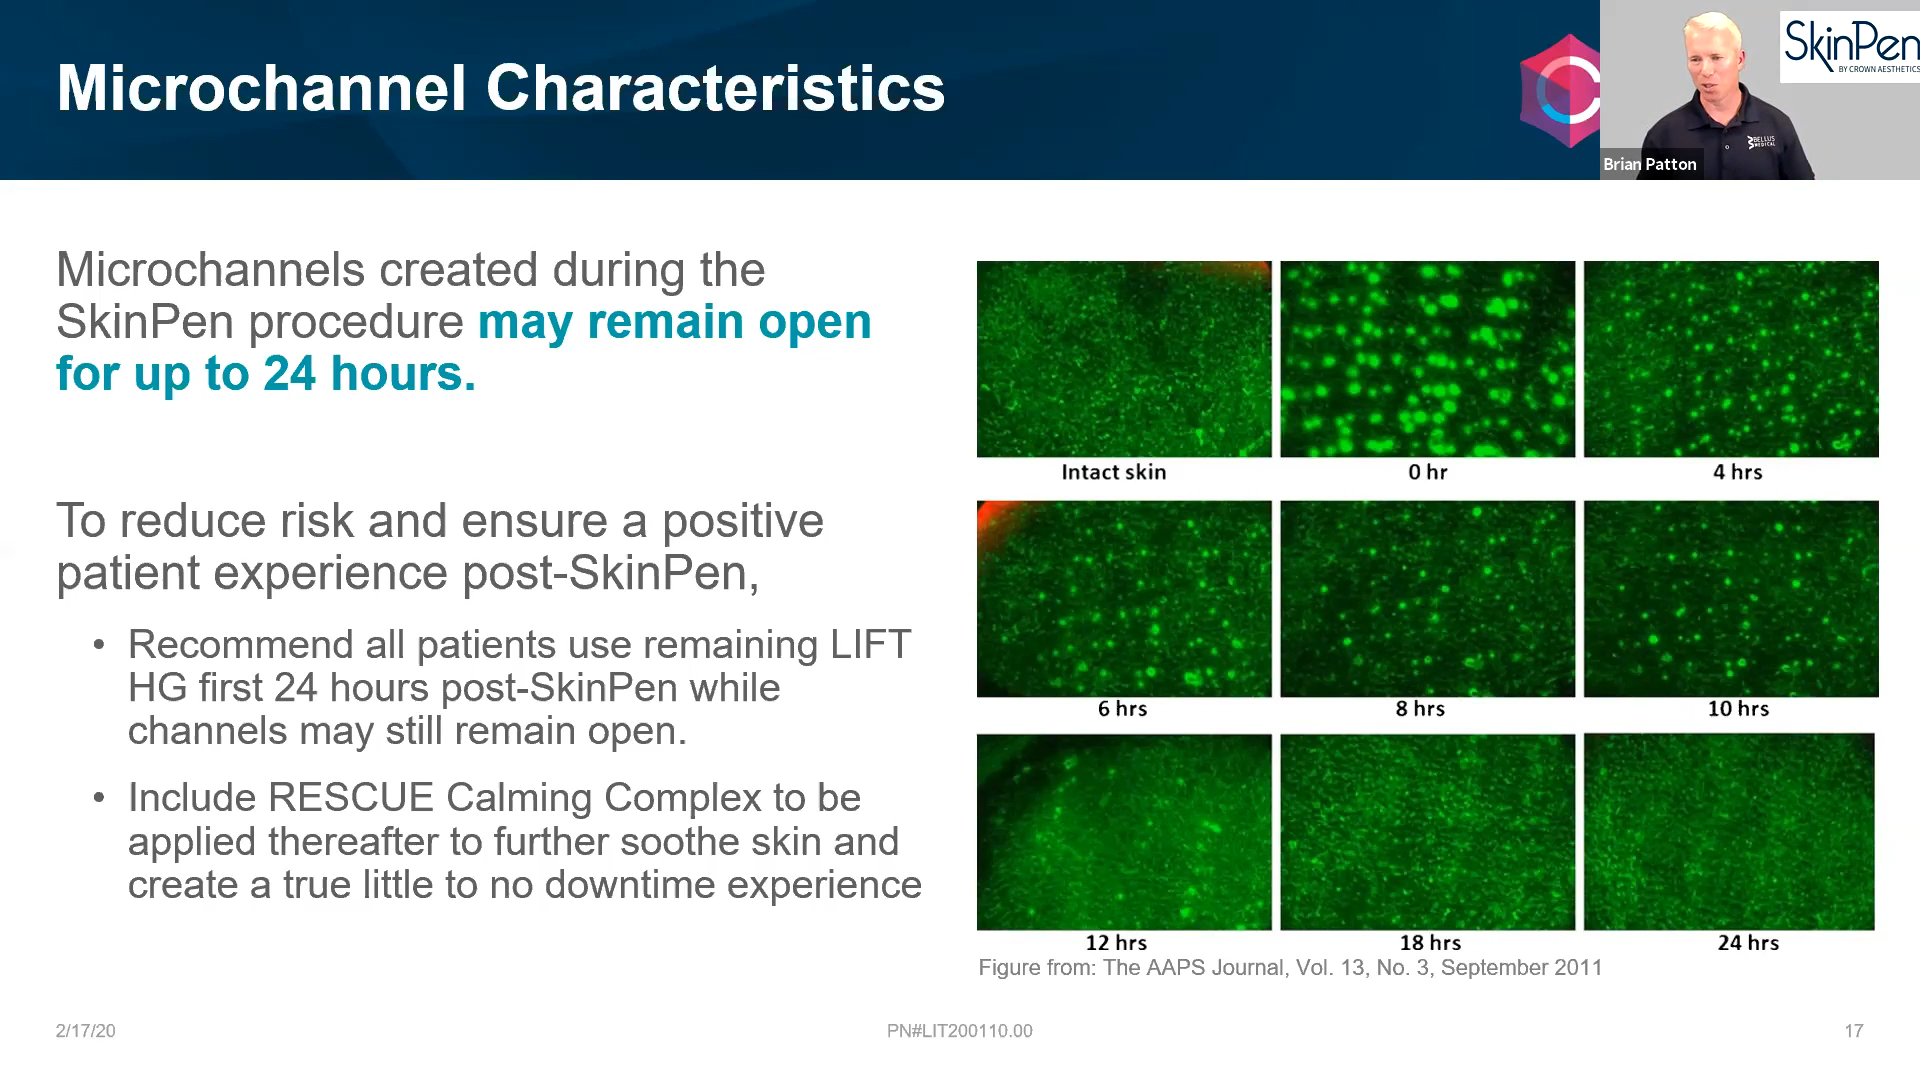 Microchannel Characteristics
SkinPen
BY CROWN AESTHETICS
BELLUS
MEDICAL
Brian Patton
Microchannels created during the
SkinPen procedure may remain open
for up to 24 hours.
To reduce risk and ensure a positive
patient experience post-SkinPen,
• Recommend all patients use remaining LIFT
HG first 24 hours post-SkinPen while
channels may still remain open.
• Include RESCUE Calming Complex to be
applied thereafter to further soothe skin and
create a true little to no downtime experience
Intact skin
0 hr
4 hrs
6 hrs
8 hrs
10 hrs
12 hrs
18 hrs
24 hrs
Figure from: The AAPS Journal, Vol. 13, No. 3, September 2011
2/17/20
PN#LIT200110.00
17